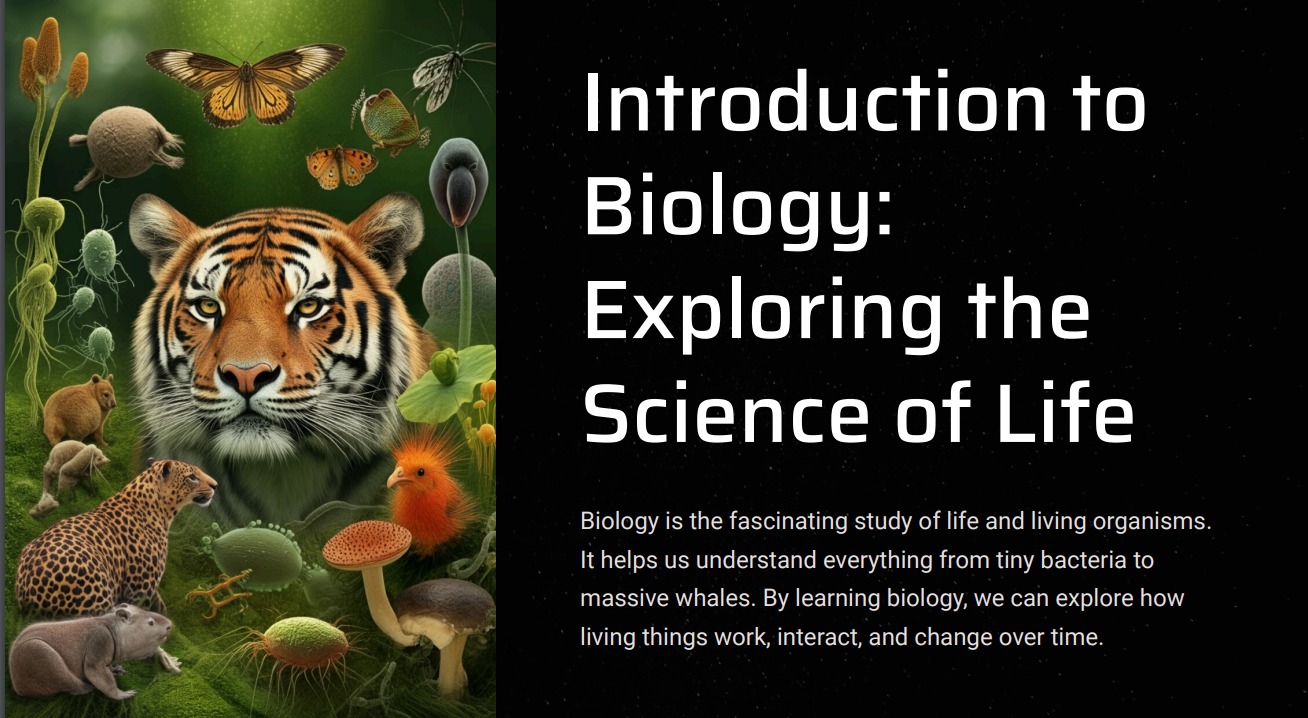 Introduction to
Biology:
Exploring the
Science of Life
Biology is the fascinating study of life and living organisms.
It helps us understand everything from tiny bacteria to
massive whales. By learning biology, we can explore how
living things work, interact, and change over time.